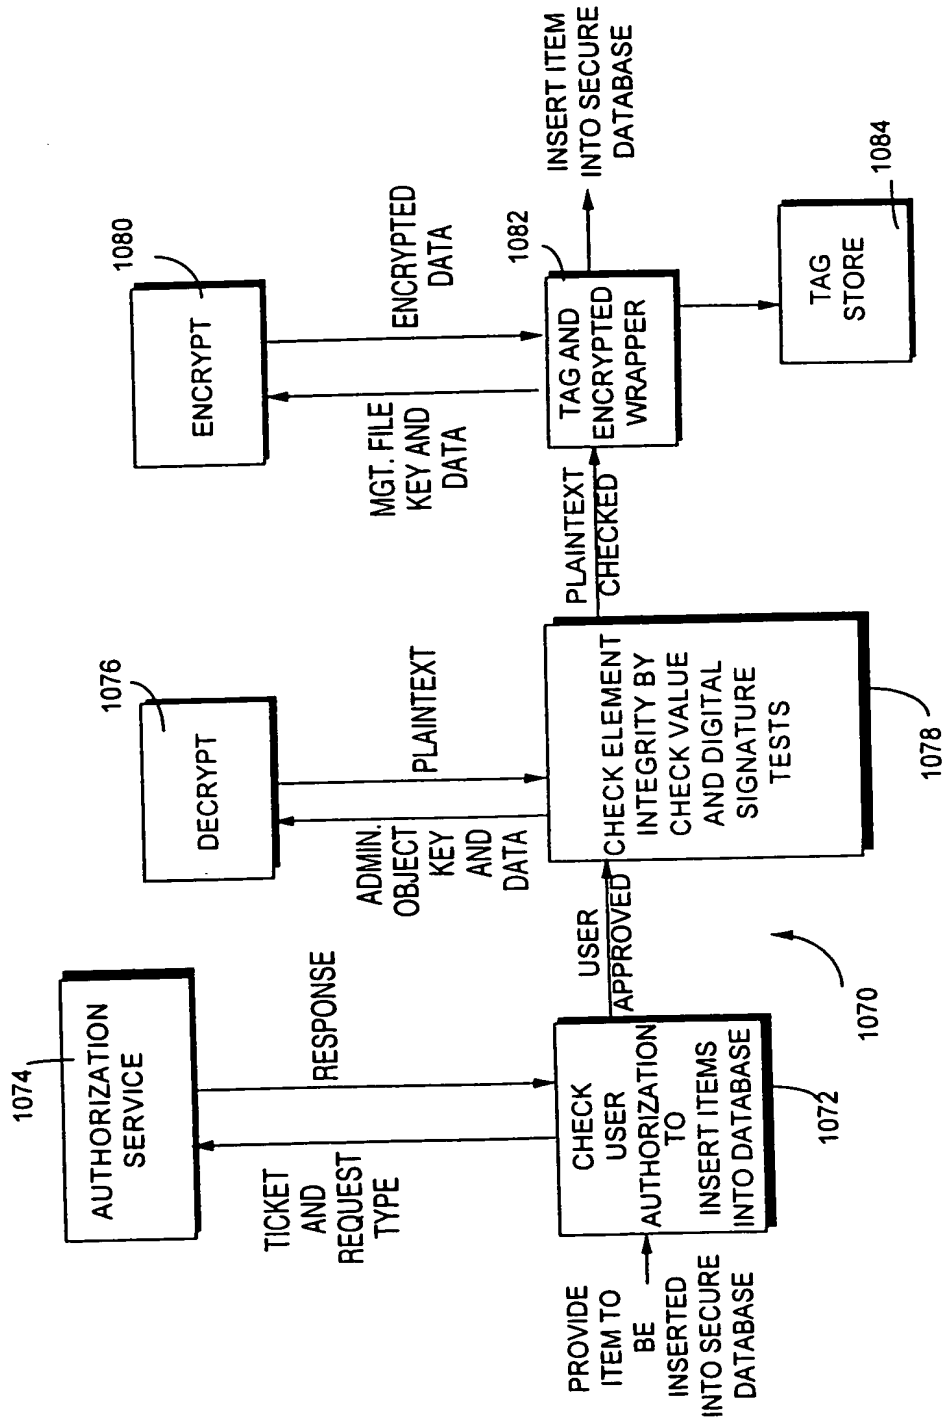 1074
AUTHORIZATION
SERVICE
TICKET
AND
REQUEST
TYPE
RESPONSE
PROVIDE
ITEM TO
BE
INSERTED
INTO SECURE
DATABASE
CHECK
USER
AUTHORIZATION
TO
INSERT ITEMS
INTO DATABASE
1072
USER
APPROVED
1070
1076
DECRYPT
ADMIN.
OBJECT
KEY
AND
DATA
PLAINTEXT
CHECK ELEMENT
INTEGRITY BY
CHECK VALUE
AND DIGITAL
SIGNATURE
TESTS
1078
PLAINTEXT
CHECKED
1080
ENCRYPT
MGT. FILE
KEY AND
DATA
ENCRYPTED
DATA
1082
TAG AND
ENCRYPTED
WRAPPER
INSERT ITEM
INTO SECURE
DATABASE
TAG
STORE
1084